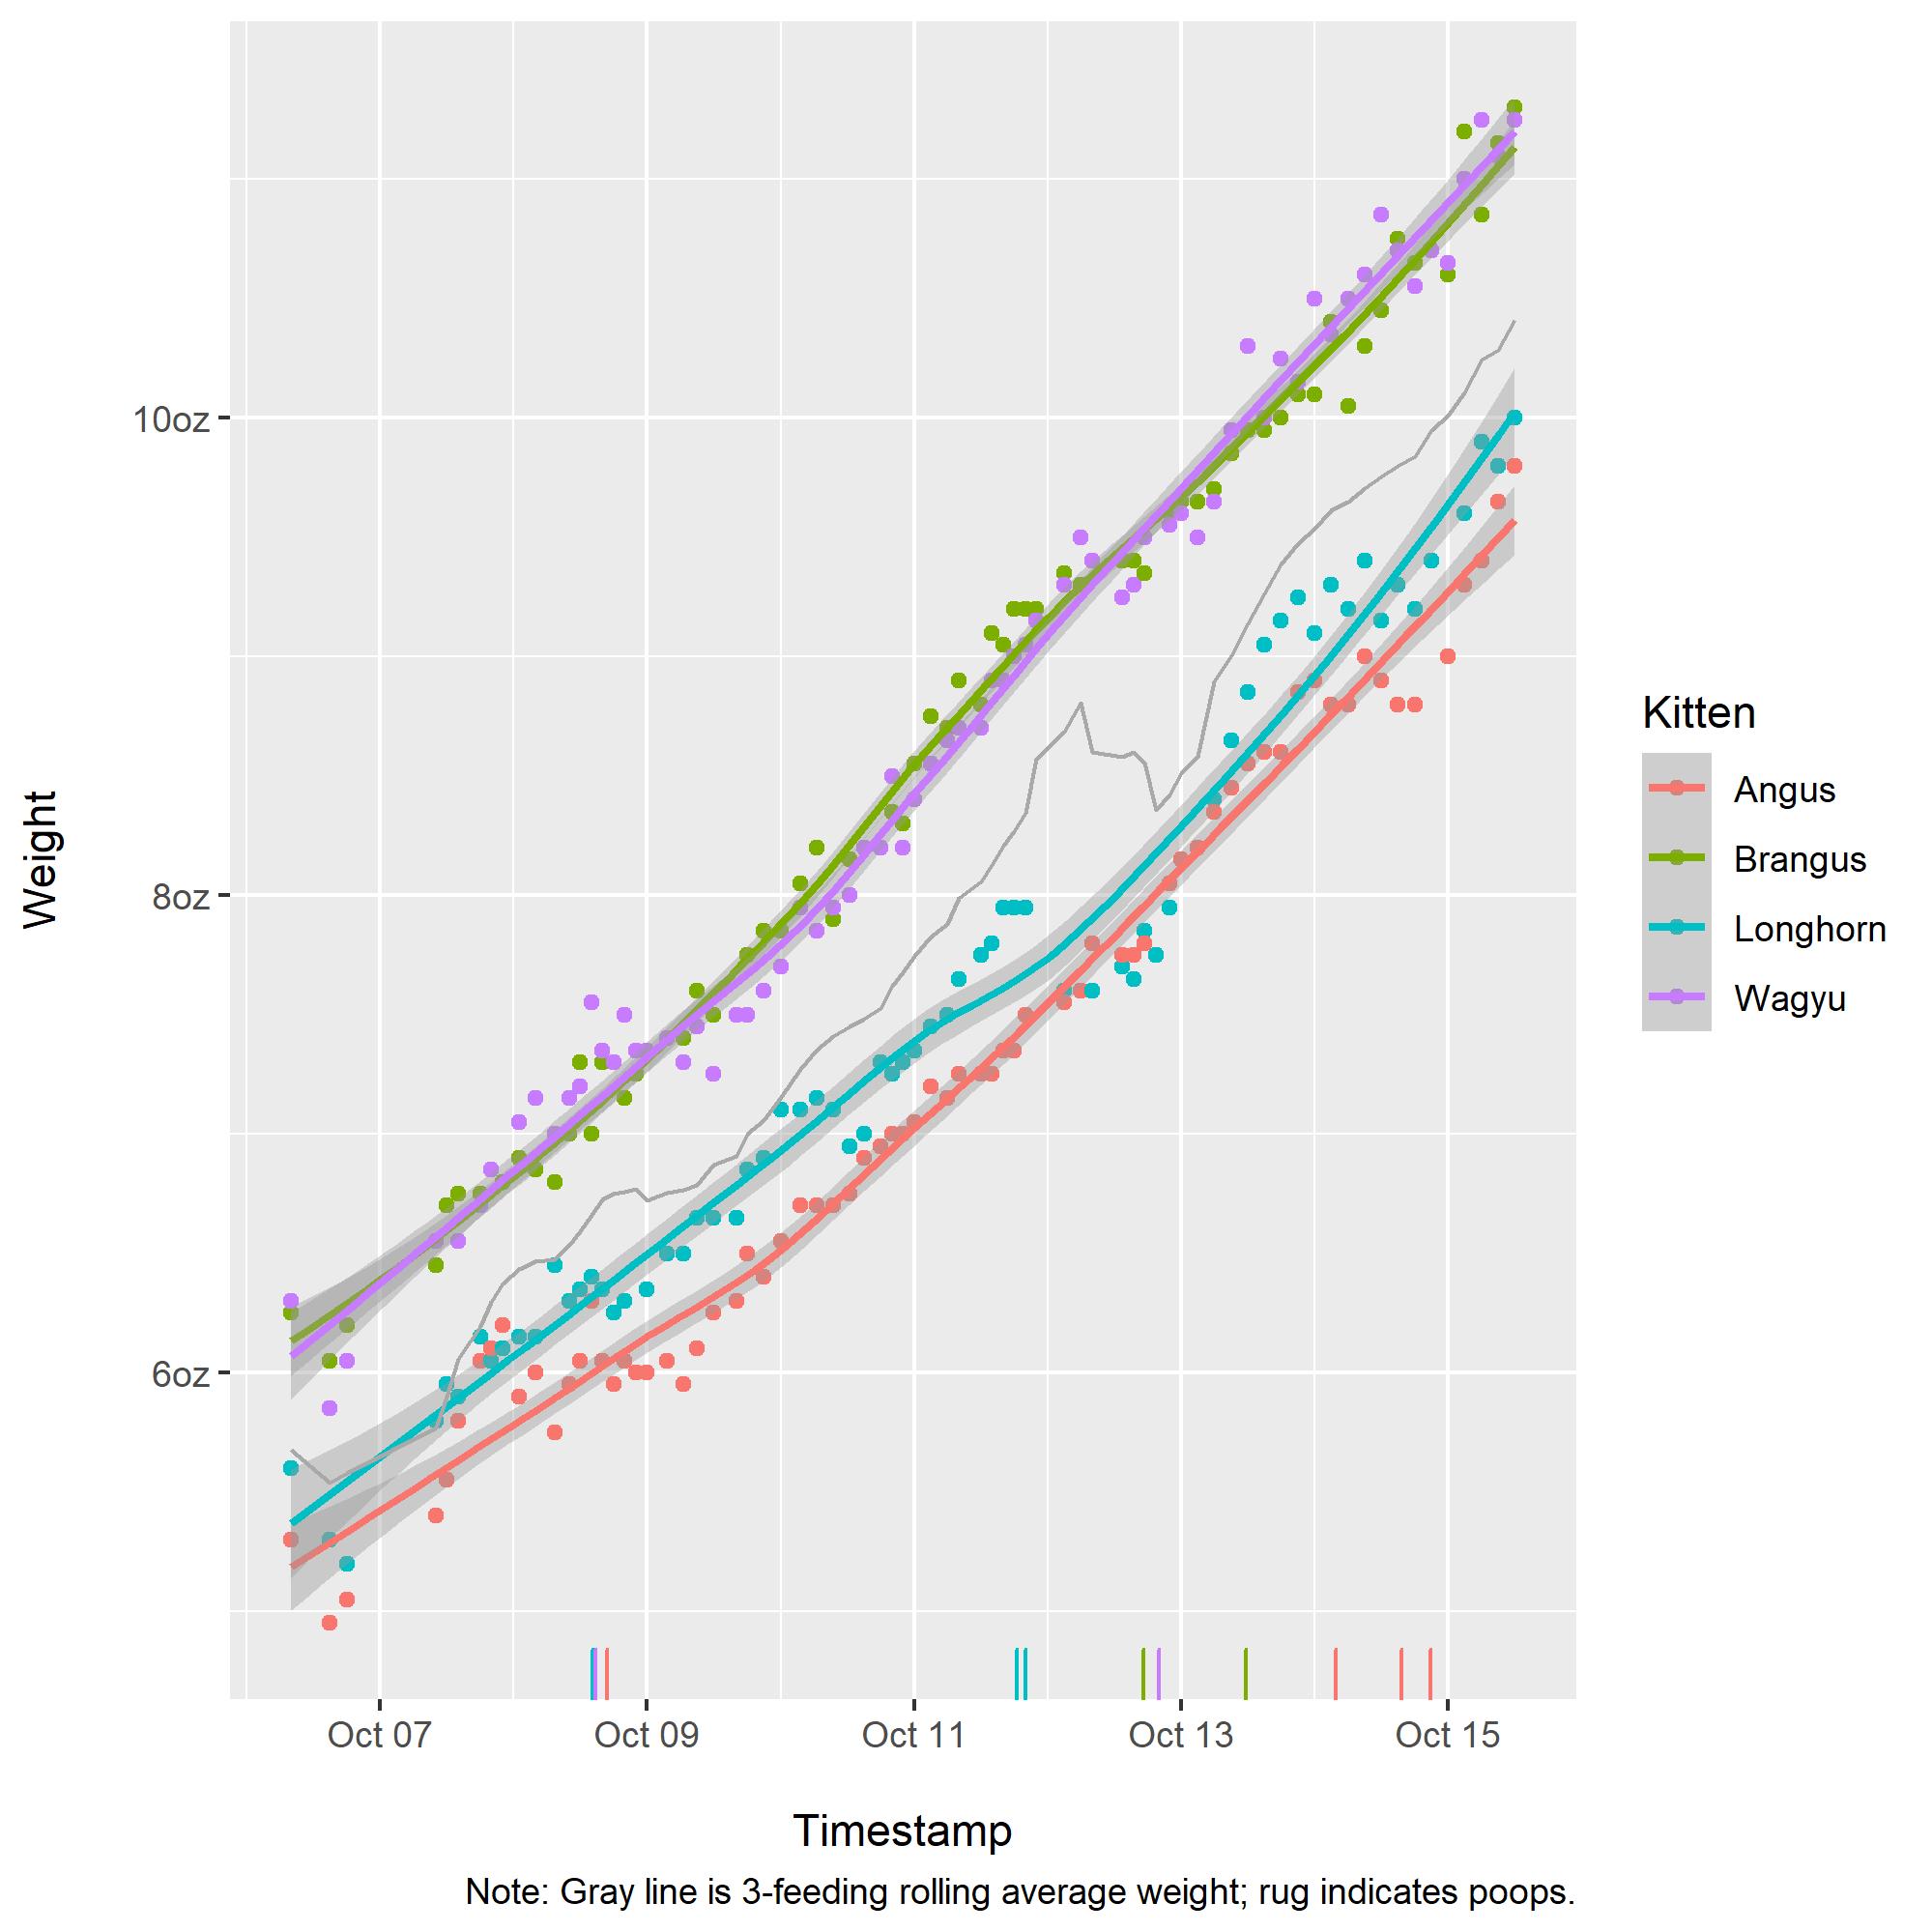 Weight
10oz
8oz
6oz
Oct 07
Oct 09
Oct 11
Oct 13
Oct 15
Timestamp
Note: Gray line is 3-feeding rolling average weight; rug indicates poops.
Kitten
Angus
Brangus
Longhorn
Wagyu